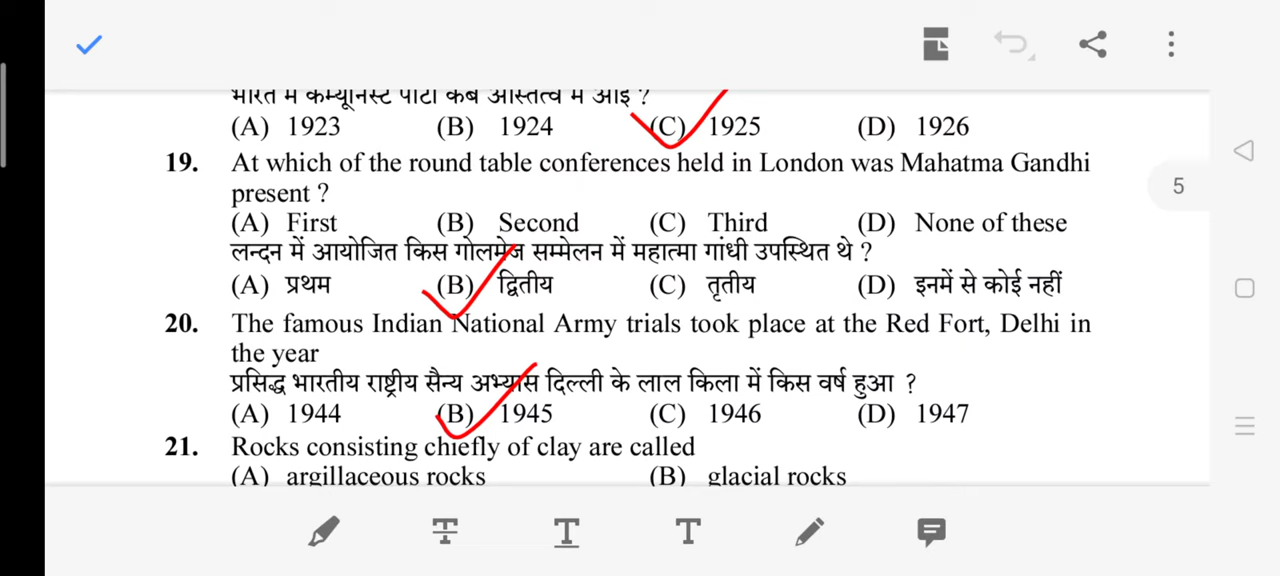 भारत में कम्यूनिस्ट पार्टी कब अस्तित्व में आई ?
(A) 1923 (B) 1924 (C) 1925 (D) 1926
19. At which of the round table conferences held in London was Mahatma Gandhi
present ?
(A) First (B) Second (C) Third (D) None of these
लन्दन में आयोजित किस गोलमेज सम्मेलन में महात्मा गांधी उपस्थित थे ?
(A) प्रथम (B) द्वितीय (C) तृतीय (D) इनमें से कोई नहीं
5
20. The famous Indian National Army trials took place at the Red Fort, Delhi in
the year
प्रसिद्ध भारतीय राष्ट्रीय सैन्य अभ्यास दिल्ली के लाल किला में किस वर्ष हुआ ?
(A) 1944 (B) 1945 (C) 1946 (D) 1947
21. Rocks consisting chiefly of clay are called
(A) argillaceous rocks (B) glacial rocks
T T T